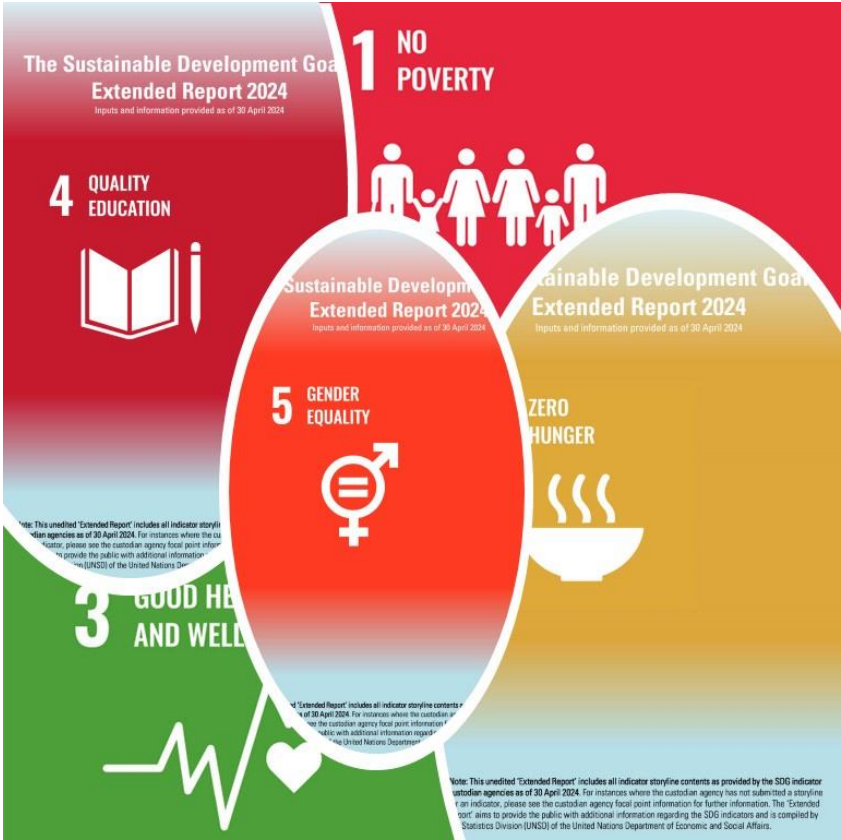 The Sustainable Development Goa
Extended Report 2024
Inputs and information provided as of 30 April 2024
4 QUALITY
EDUCATION
Note: This unedited 'Extended Report' includes all indicator
agencies as of 30 April 2024. For instances where the
indicator, please see the custodian agency focal point
to provide the public with additional information
(UNSD) of the United Nations
1 NO
POVERTY
Sustainable Developm
Extended Report 2024
Inputs and information provided as of 30 April 2024
5 GENDER
EQUALITY
'Extended Report' includes all indicator storyline contents
of 30 April 2024. For instances where the custodian
see the custodian agency focal point information
public with additional information
the United Nations Department
tainable Development Goal
Extended Report 2024
Inputs and information provided as of 30 April 2024
ZERO
HUNGER
Note: This unedited 'Extended Report' includes all indicator storyline contents as provided by the SDG indicator
custodian agencies as of 30 April 2024. For instances where the custodian agency has not submitted a storyline
an indicator, please see the custodian agency focal point information for further information. The 'Extended
port' aims to provide the public with additional information regarding the SDG indicators and is compiled by
Statistics Division (UNSD) of the United Nations Department of Economic and Social Affairs.
3 GOOD HE
AND WELL